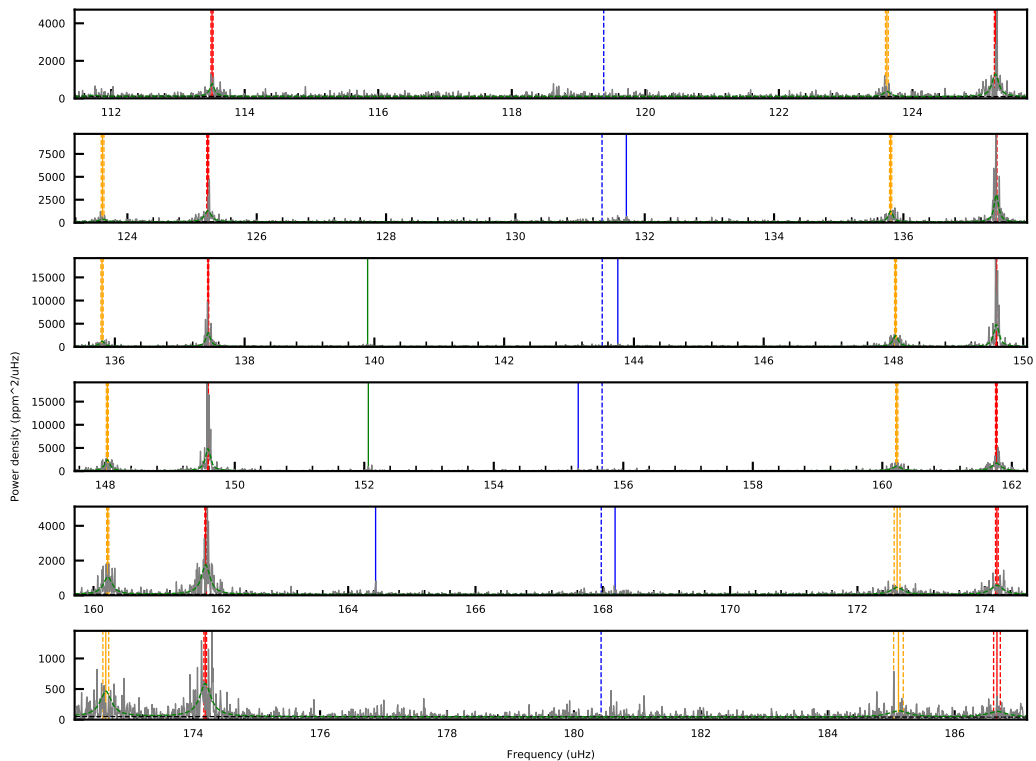 4000
2000
0
112 114 116 118 120 122 124
7500
5000
2500
0
124 126 128 130 132 134 136
15000
10000
5000
0
136 138 140 142 144 146 148 150
Power density (ppm^2/uHz)
15000
10000
5000
0
148 150 152 154 156 158 160 162
4000
2000
0
160 162 164 166 168 170 172 174
1000
500
0
174 176 178 180 182 184 186
Frequency (uHz)